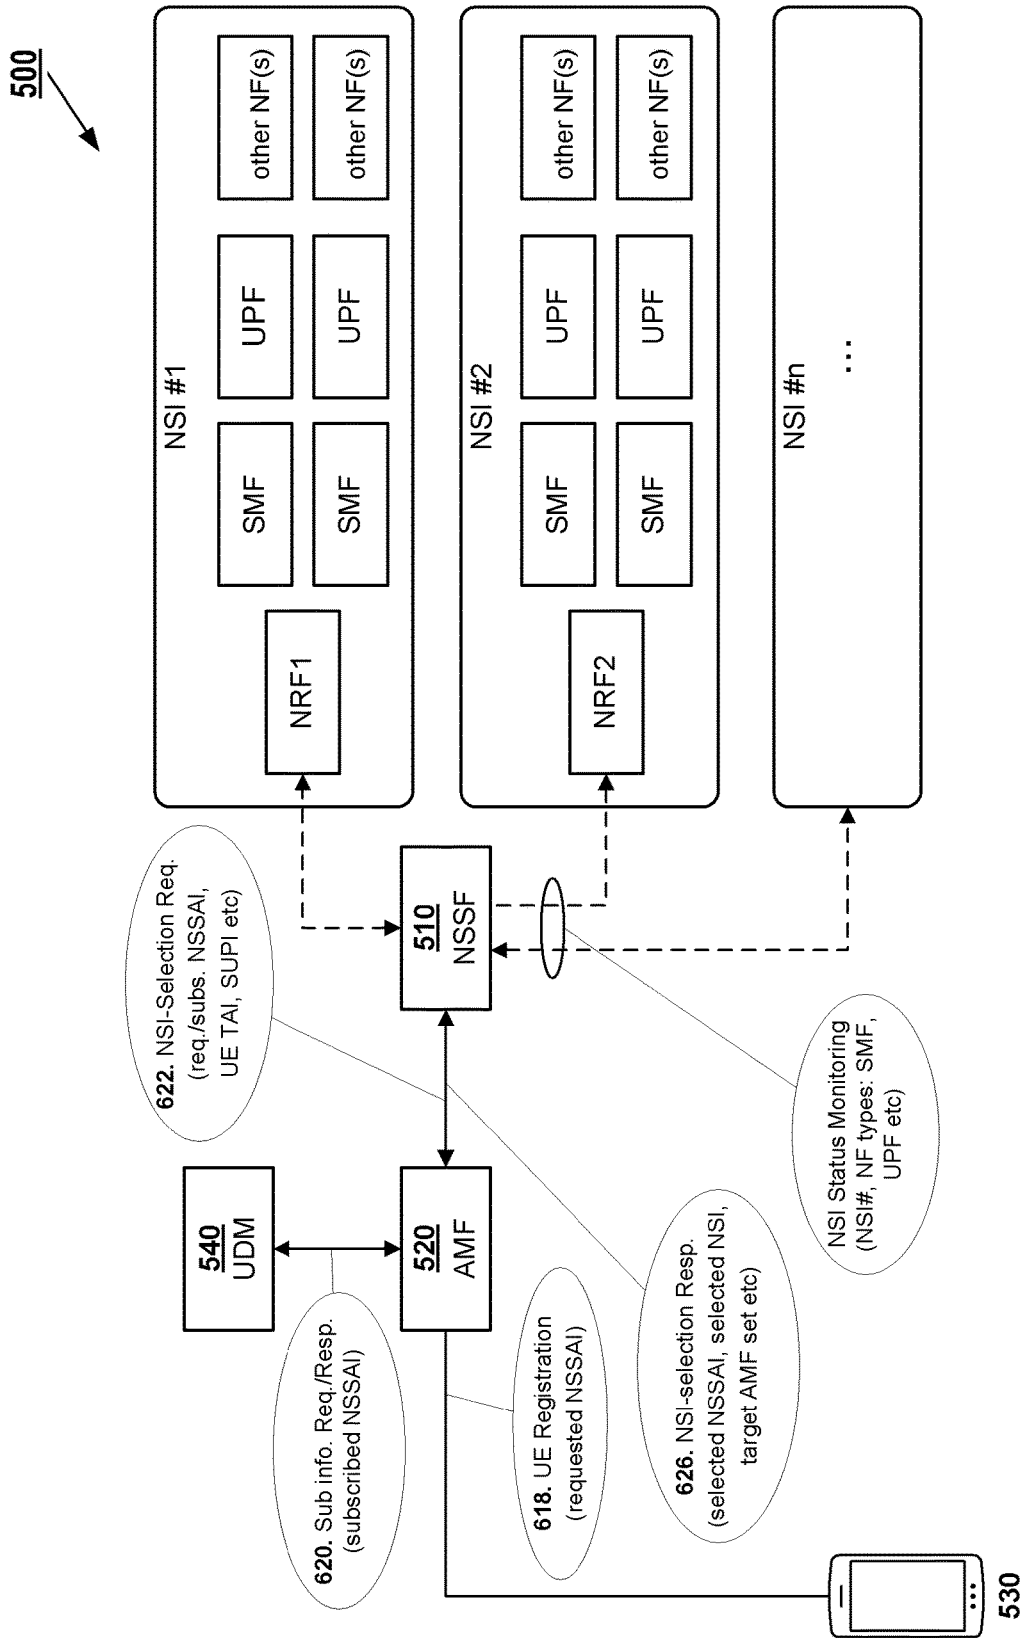 500
NSI #1
NRF1
SMF
UPF
other NF(s)
SMF
UPF
other NF(s)
NSI #2
NRF2
SMF
UPF
other NF(s)
SMF
UPF
other NF(s)
NSI #n
...
622. NSI-Selection Req.
(req./subs. NSSAI,
UE TAI, SUPI etc)
540
UDM
510
NSSF
520
AMF
620. Sub info. Req./Resp.
(subscribed NSSAI)
618. UE Registration
(requested NSSAI)
626. NSI-selection Resp.
(selected NSSAI, selected NSI,
target AMF set etc)
NSI Status Monitoring
(NSI#, NF types: SMF,
UPF etc)
530